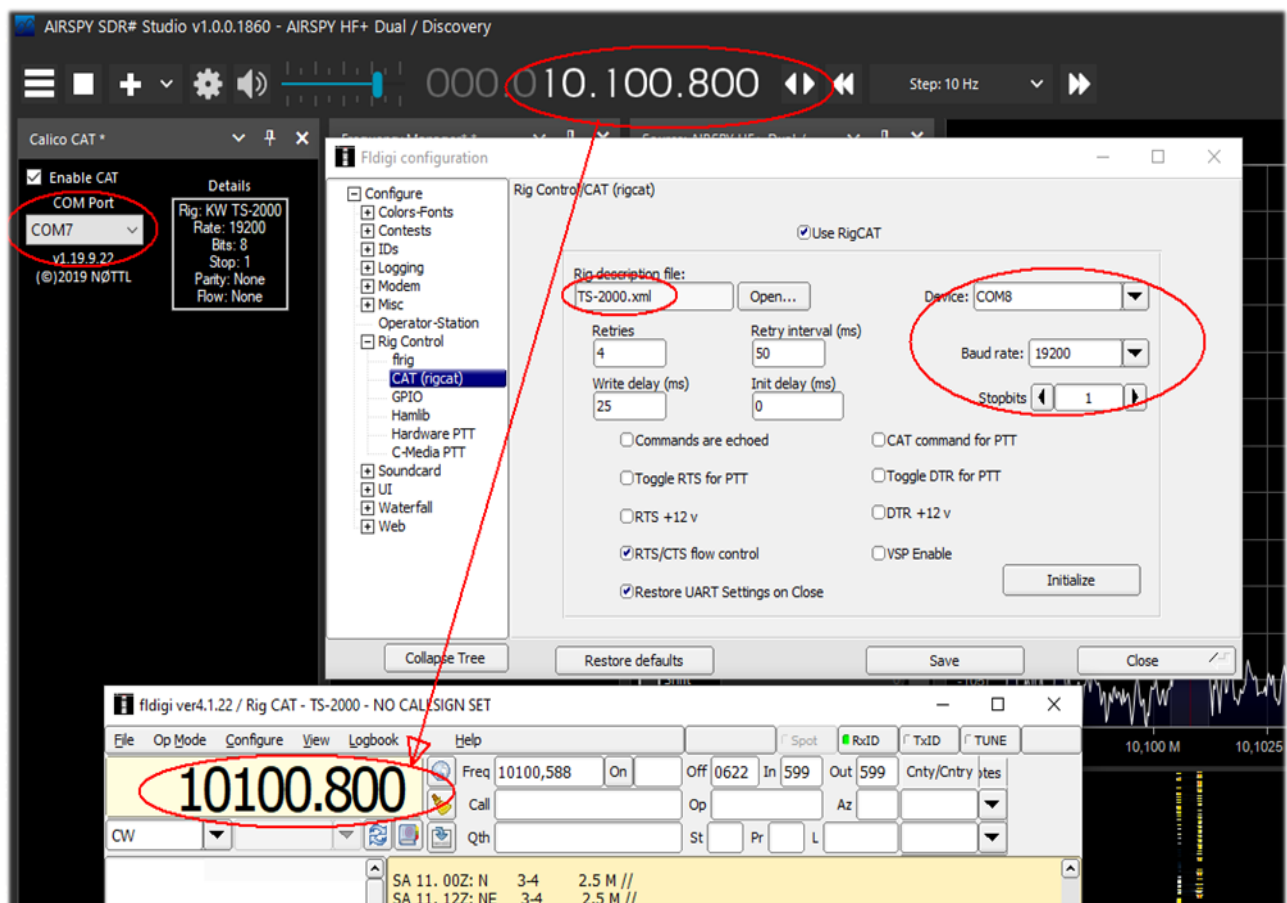 AIRSPY SDR# Studio v1.0.0.1860 - AIRSPY HF+ Dual / Discovery
000.010.100.800
Step: 10 Hz
Calico CAT *
Enable CAT
COM Port
COM7
v1.19.9.22
(©)2019 NØTTL
Details
Rig: KW TS-2000
Rate: 19200
Bits: 8
Stop: 1
Parity: None
Flow: None
Fldigi configuration
Configure
Colors-Fonts
Contests
IDs
Logging
Modem
Misc
Operator-Station
Rig Control
flrig
CAT (rigcat)
GPIO
Hamlib
Hardware PTT
C-Media PTT
Soundcard
UI
Waterfall
Web
Rig Control/CAT (rigcat)
Use RigCAT
Rig description file:
TS-2000.xml
Open...
Device: COM8
Retries
Retry interval (ms)
4
50
Baud rate: 19200
Write delay (ms)
Init delay (ms)
25
0
Stopbits 1
Commands are echoed
CAT command for PTT
Toggle RTS for PTT
Toggle DTR for PTT
RTS +12 v
DTR +12 v
RTS/CTS flow control
VSP Enable
Restore UART Settings on Close
Initialize
Collapse Tree
Restore defaults
Save
Close
fldigi ver4.1.22 / Rig CAT - TS-2000 - NO CALLSIGN SET
File Op Mode Configure View Logbook Help
Spot RxID TxID TUNE
10100.800
Freq 10100,588 On Off 0622 In 599 Out 599 Cnty/Cntry
Call Op Az
CW
Qth St Pr L
SA 11. 00Z: N 3-4 2.5 M //
SA 11. 12Z: NE 3-4 2.5 M //
10,100 M
10,1025